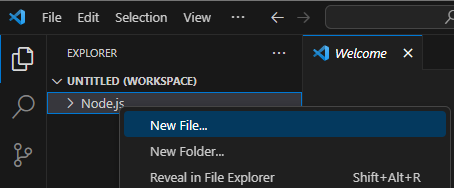 File Edit Selection
EXPLORER
Welcome
UNTITLED (WORKSPACE)
Node.js
New File...
New Folder...
Reveal in File Explorer Shift+Alt+R